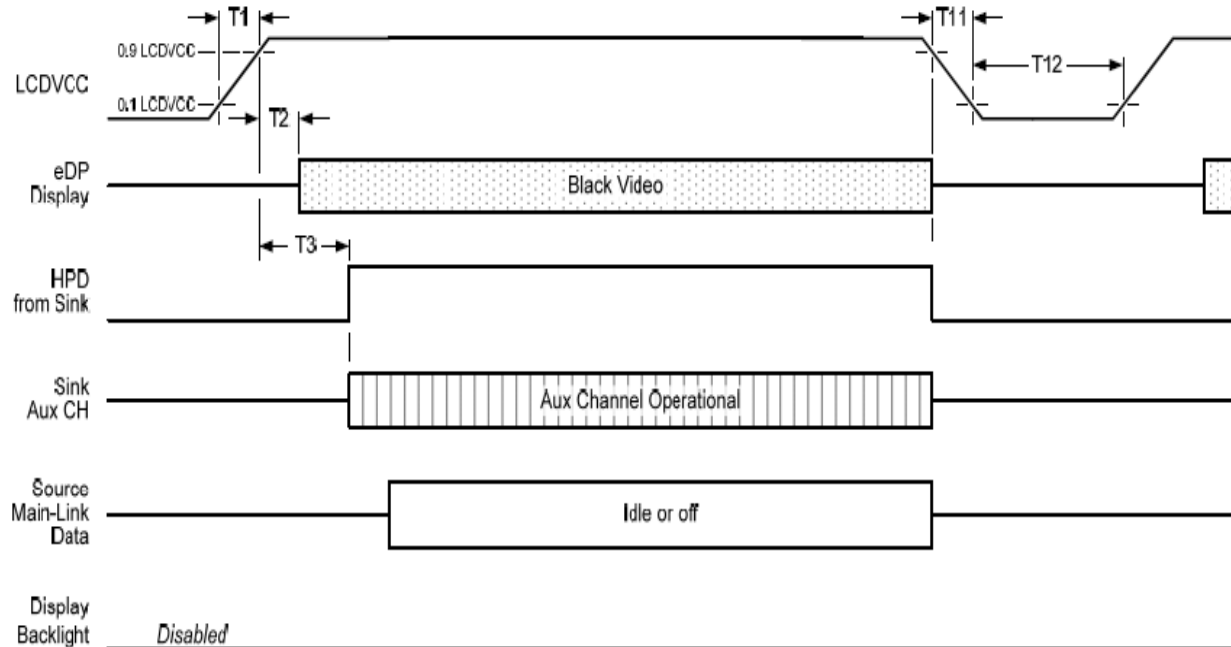 T1
T11
0.9 LCDVCC
LCDVCC
T12
0.1 LCDVCC
T2
eDP
Display
Black Video
T3
HPD
from Sink
Sink
Aux CH
Aux Channel Operational
Source
Main-Link
Data
Idle or off
Display
Backlight
Disabled